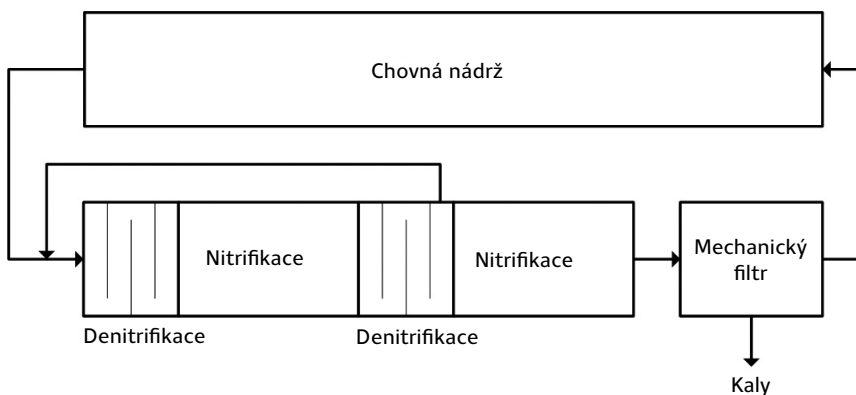 Chovná nádrž
Nitrifikace
Nitrifikace
Mechanický
filtr
Denitrifikace
Denitrifikace
Kaly